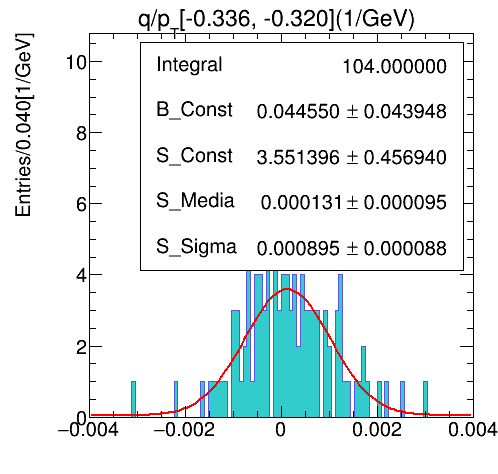 q/p_T[-0.336, -0.320](1/GeV)
Entries/0.040[1/GeV]
Integral 104.000000
B_Const 0.044550 ± 0.043948
S_Const 3.551396 ± 0.456940
S_Media 0.000131 ± 0.000095
S_Sigma 0.000895 ± 0.000088
10
8
6
4
2
0
−0.004 −0.002 0 0.002 0.004